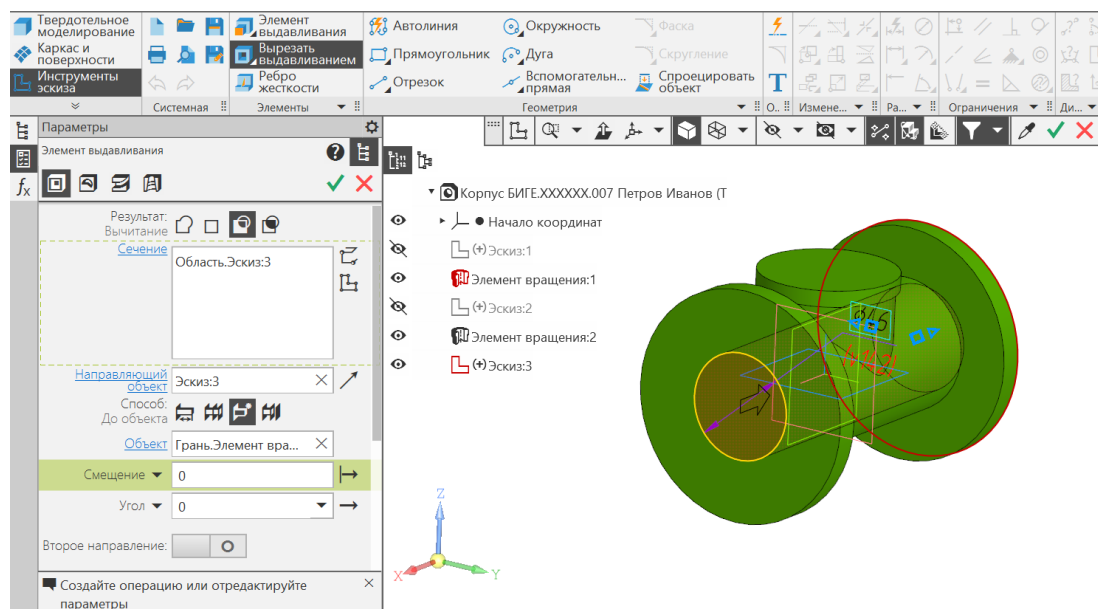 Твердотельное
моделирование
Каркас и
поверхности
Инструменты
эскиза
Системная
Элемент
выдавливания
Вырезать
выдавливанием
Ребро
жесткости
Элементы
Автолиния
Окружность
Фаска
Прямоугольник
Дуга
Скругление
Отрезок
Вспомогательн...
прямая
Спроецировать
объект
Геометрия
О..
Измене...
Ра...
Ограничения
Ди...
Параметры
Элемент выдавливания
Результат:
Вычитание
Сечение
Область.Эскиз:3
Направляющий
объект
Эскиз:3
Способ:
До объекта
Объект
Грань.Элемент вра...
Смещение
0
Угол
0
Второе направление:
Создайте операцию или отредактируйте
параметры
Корпус БИГЕ.XXXXXX.007 Петров Иванов (Т
Начало координат
(+) Эскиз:1
Элемент вращения:1
(+) Эскиз:2
Элемент вращения:2
(+) Эскиз:3
Z
X
Y